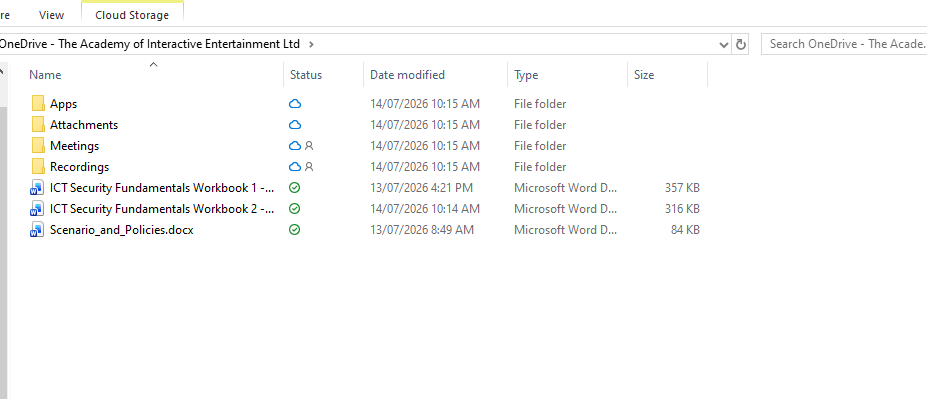 re View Cloud Storage
OneDrive - The Academy of Interactive Entertainment Ltd > Search OneDrive - The Acade...
Name Status Date modified Type Size
Apps 14/07/2026 10:15 AM File folder
Attachments 14/07/2026 10:15 AM File folder
Meetings 14/07/2026 10:15 AM File folder
Recordings 14/07/2026 10:15 AM File folder
ICT Security Fundamentals Workbook 1 -... 13/07/2026 4:21 PM Microsoft Word D... 357 KB
ICT Security Fundamentals Workbook 2 -... 14/07/2026 10:14 AM Microsoft Word D... 316 KB
Scenario_and_Policies.docx 13/07/2026 8:49 AM Microsoft Word D... 84 KB